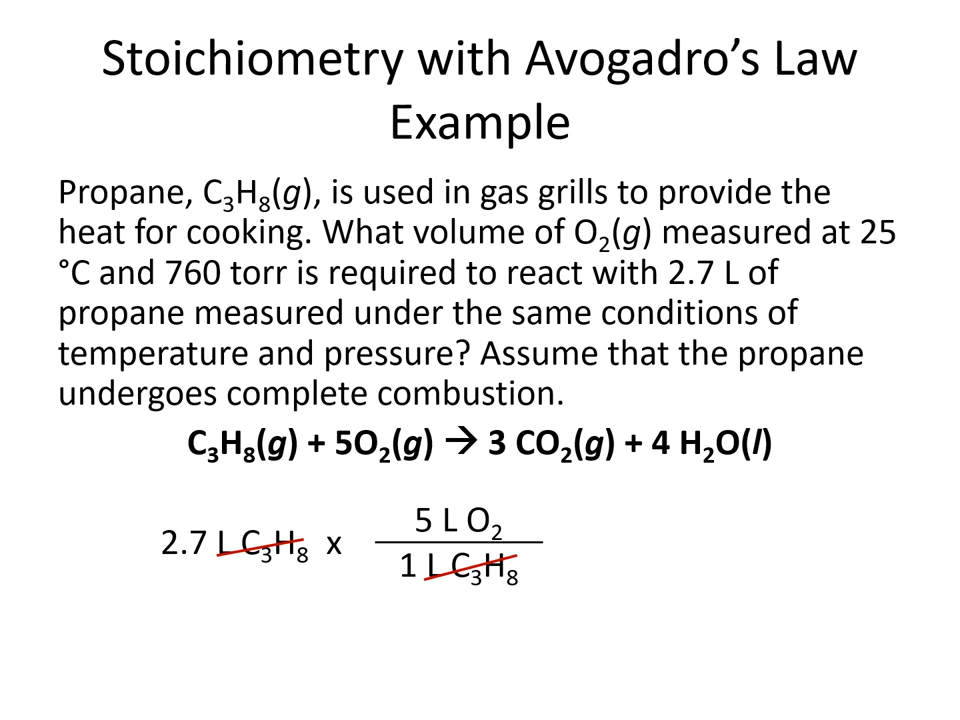 Stoichiometry with Avogadro’s Law
Example
Propane, C₃H₈(g), is used in gas grills to provide the
heat for cooking. What volume of O₂(g) measured at 25
°C and 760 torr is required to react with 2.7 L of
propane measured under the same conditions of
temperature and pressure? Assume that the propane
undergoes complete combustion.
C₃H₈(g) + 5O₂(g) → 3 CO₂(g) + 4 H₂O(l)
5 L O₂
2.7 L C₃H₈ x
1 L C₃H₈